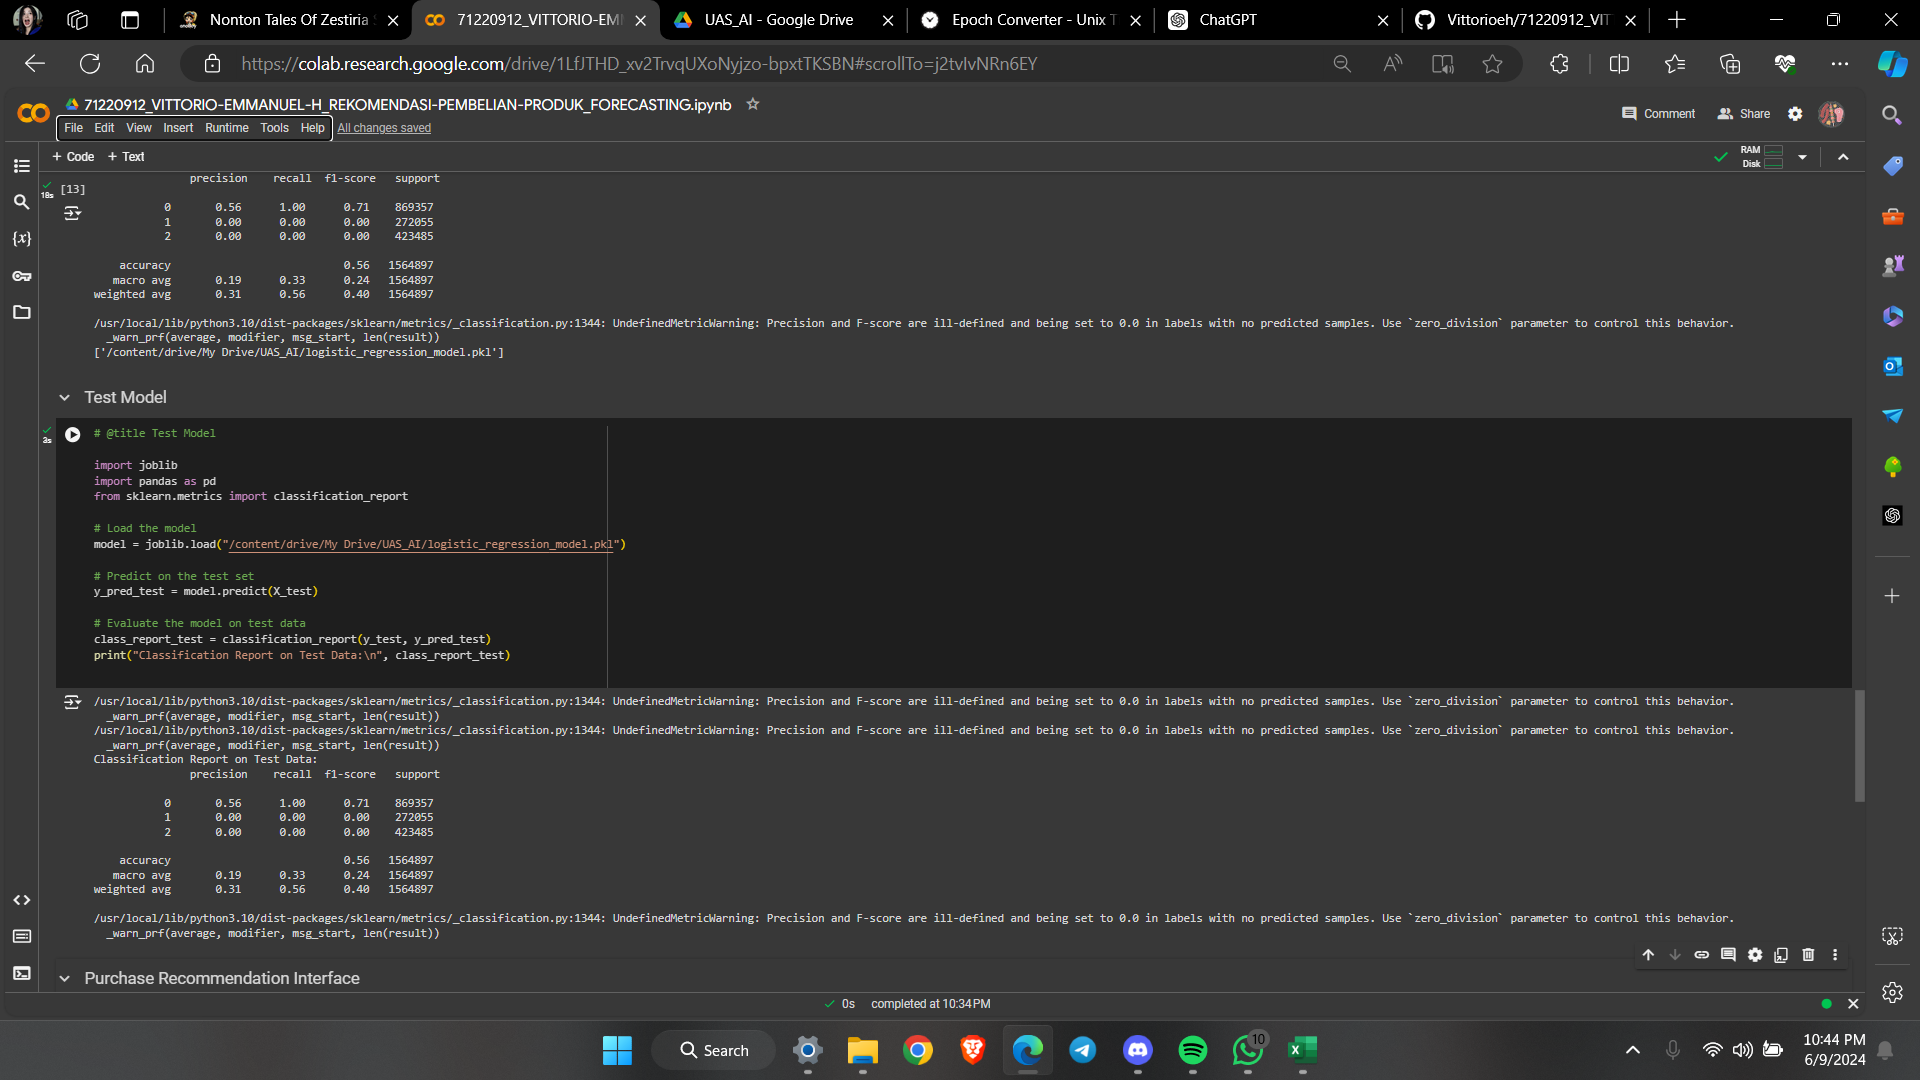 Nonton Tales Of Zestiria
71220912_VITTORIO-EM
UAS_AI - Google Drive
Epoch Converter - Unix T
ChatGPT
Vittorioeh/71220912_VIT
https://colab.research.google.com/drive/1LfJTHD_xv2TrvqUXoNyjzo-bpxtTKSBN#scrollTo=j2tvIvNRn6EY
71220912_VITTORIO-EMMANUEL-H_REKOMENDASI-PEMBELIAN-PRODUK_FORECASTING.ipynb
Comment Share
File Edit View Insert Runtime Tools Help All changes saved
+ Code + Text
RAM
Disk
precision recall f1-score support
18s [13]
0 0.56 1.00 0.71 869357
1 0.00 0.00 0.00 272055
2 0.00 0.00 0.00 423485
accuracy 0.56 1564897
macro avg 0.19 0.33 0.24 1564897
weighted avg 0.31 0.56 0.40 1564897
/usr/local/lib/python3.10/dist-packages/sklearn/metrics/_classification.py:1344: UndefinedMetricWarning: Precision and F-score are ill-defined and being set to 0.0 in labels with no predicted samples. Use `zero_division` parameter to control this behavior.
_warn_prf(average, modifier, msg_start, len(result))
['/content/drive/My Drive/UAS_AI/logistic_regression_model.pkl']
Test Model
3s
# @title Test Model
import joblib
import pandas as pd
from sklearn.metrics import classification_report
# Load the model
model = joblib.load("/content/drive/My Drive/UAS_AI/logistic_regression_model.pkl")
# Predict on the test set
y_pred_test = model.predict(X_test)
# Evaluate the model on test data
class_report_test = classification_report(y_test, y_pred_test)
print("Classification Report on Test Data:\n", class_report_test)
/usr/local/lib/python3.10/dist-packages/sklearn/metrics/_classification.py:1344: UndefinedMetricWarning: Precision and F-score are ill-defined and being set to 0.0 in labels with no predicted samples. Use `zero_division` parameter to control this behavior.
_warn_prf(average, modifier, msg_start, len(result))
/usr/local/lib/python3.10/dist-packages/sklearn/metrics/_classification.py:1344: UndefinedMetricWarning: Precision and F-score are ill-defined and being set to 0.0 in labels with no predicted samples. Use `zero_division` parameter to control this behavior.
_warn_prf(average, modifier, msg_start, len(result))
Classification Report on Test Data:
precision recall f1-score support
0 0.56 1.00 0.71 869357
1 0.00 0.00 0.00 272055
2 0.00 0.00 0.00 423485
accuracy 0.56 1564897
macro avg 0.19 0.33 0.24 1564897
weighted avg 0.31 0.56 0.40 1564897
/usr/local/lib/python3.10/dist-packages/sklearn/metrics/_classification.py:1344: UndefinedMetricWarning: Precision and F-score are ill-defined and being set to 0.0 in labels with no predicted samples. Use `zero_division` parameter to control this behavior.
_warn_prf(average, modifier, msg_start, len(result))
Purchase Recommendation Interface
0s completed at 10:34 PM
Search
10
10:44 PM
6/9/2024